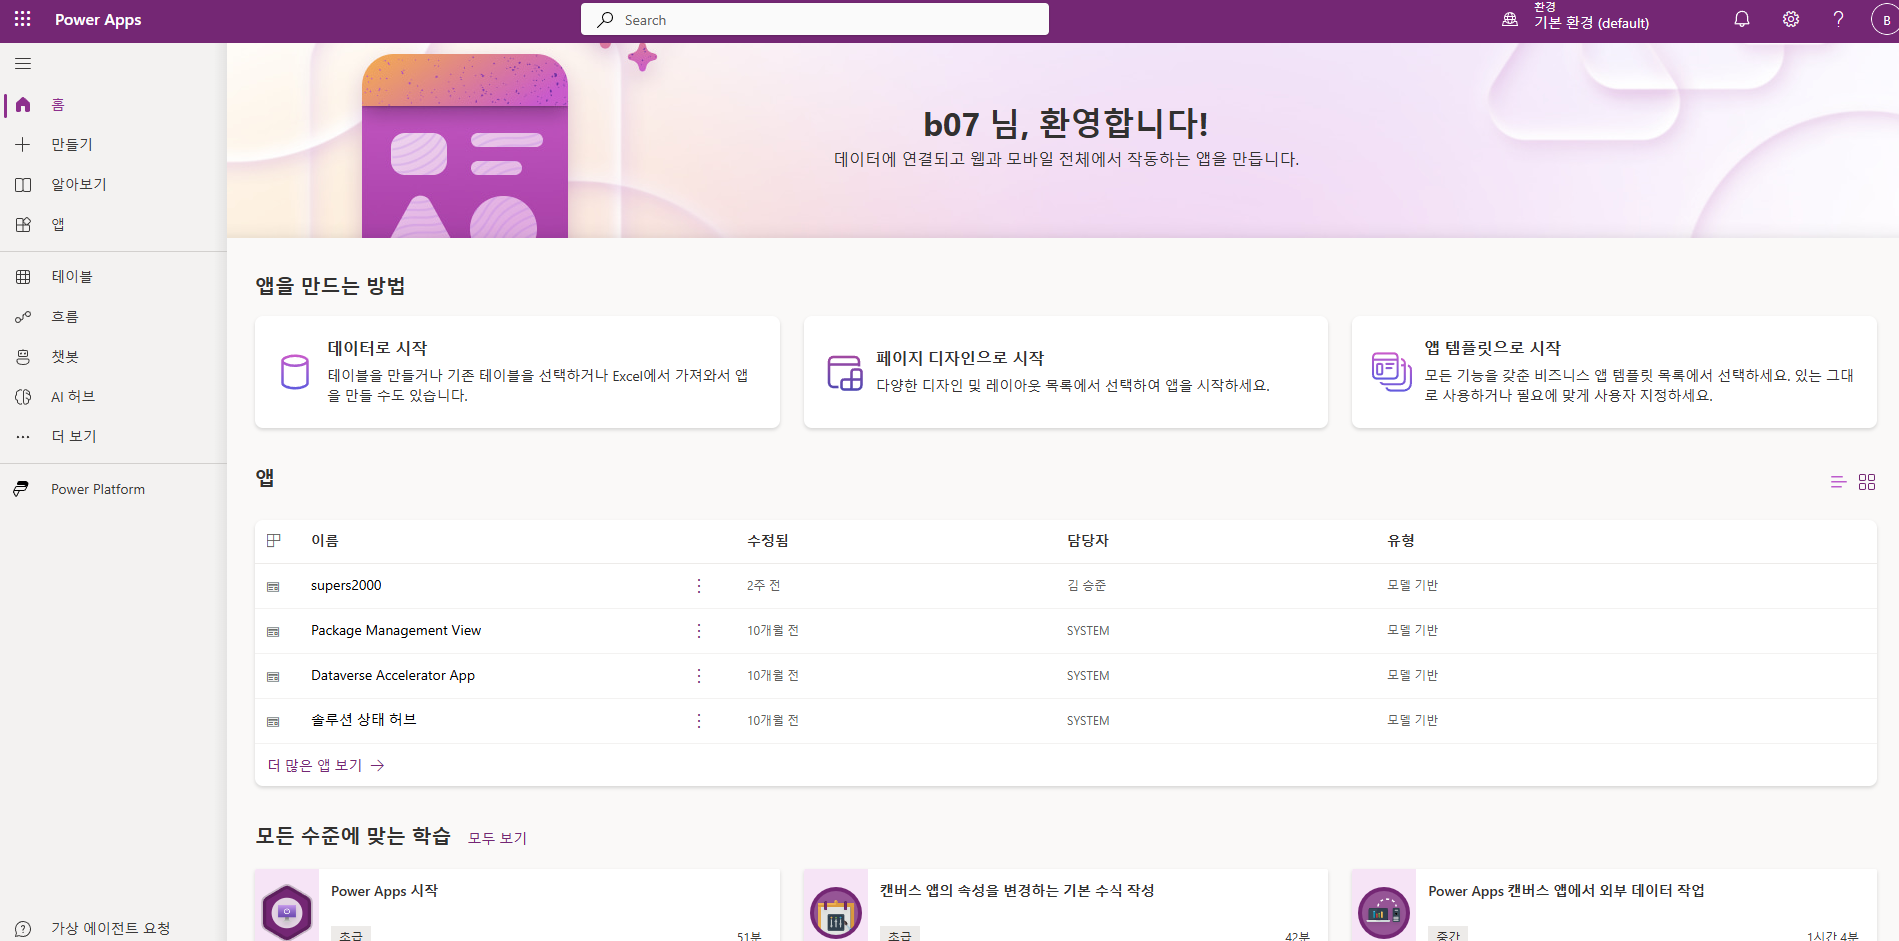 Power Apps
Search
환경
기본 환경 (default)
B
홈
만들기
알아보기
앱
테이블
흐름
챗봇
AI 허브
더 보기
Power Platform
가상 에이전트 요청
b07 님, 환영합니다!
데이터에 연결되고 웹과 모바일 전체에서 작동하는 앱을 만듭니다.
앱을 만드는 방법
데이터로 시작
테이블을 만들거나 기존 테이블을 선택하거나 Excel에서 가져와서 앱
을 만들 수도 있습니다.
페이지 디자인으로 시작
다양한 디자인 및 레이아웃 목록에서 선택하여 앱을 시작하세요.
앱 템플릿으로 시작
모든 기능을 갖춘 비즈니스 앱 템플릿 목록에서 선택하세요. 있는 그대
로 사용하거나 필요에 맞게 사용자 지정하세요.
앱
이름 수정됨 담당자 유형
supers2000 2주 전 김 승준 모델 기반
Package Management View 10개월 전 SYSTEM 모델 기반
Dataverse Accelerator App 10개월 전 SYSTEM 모델 기반
솔루션 상태 허브 10개월 전 SYSTEM 모델 기반
더 많은 앱 보기
모든 수준에 맞는 학습 모두 보기
Power Apps 시작
초급 51분
캔버스 앱의 속성을 변경하는 기본 수식 작성
초급 42분
Power Apps 캔버스 앱에서 외부 데이터 작업
중간 1시간 4분